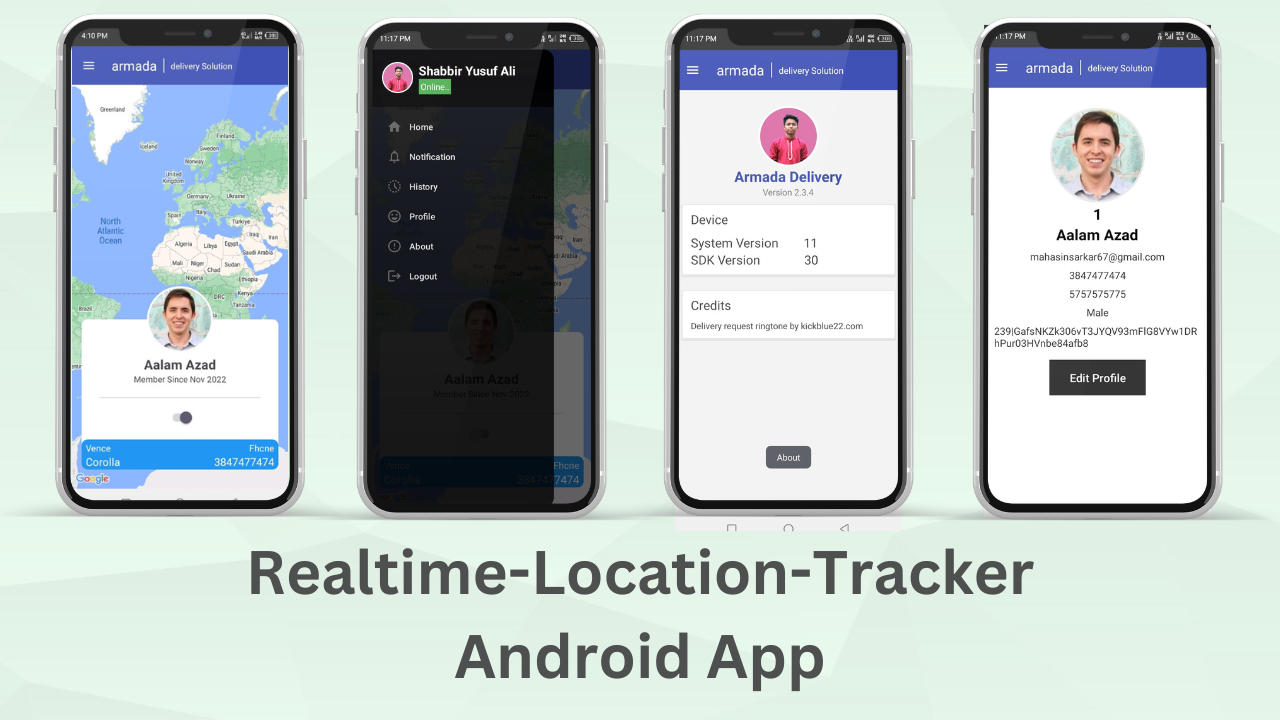 4:10 PM
armada | delivery Solution
Greenland
Iceland
Sweden
Finland
Norway
United
Kingdom
Germany
Ukraine
Spain
Italy
Türkiye
North
Atlantic
Ocean
Algeria
Libya
Egypt
Iraq
Iran
Saudi Arabia
Mali
Niger
Chad
Sudan
Nigeria
Ethiopia
DRC
Tanzania
Brazil
Aalam Azad
Member Since Nov 2022
Vence Fhcne
Corolla 3847477474
Google
11:17 PM
Shabbir Yusuf Ali
Online..
Home
Notification
History
Profile
About
Logout
Aalam Azad
Member Since Nov 2022
Vence Fhcne
Corolla 3847477474
11:17 PM
armada | delivery Solution
Armada Delivery
Version 2.3.4
Device
System Version 11
SDK Version 30
Credits
Delivery request ringtone by kickblue22.com
About
11:17 PM
armada | delivery Solution
1
Aalam Azad
mahasinsarkar67@gmail.com
3847477474
5757575775
Male
239|GafsNKZk306vT3JYQV93mFlG8VYw1DR
hPur03HVnbe84afb8
Edit Profile
Realtime-Location-Tracker
Android App